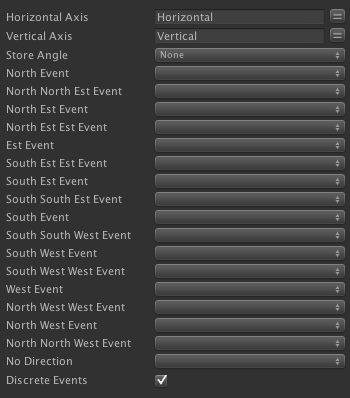 Horizontal Axis Horizontal
Vertical Axis Vertical
Store Angle None
North Event
North North Est Event
North Est Event
North Est Est Event
Est Event
South Est Est Event
South Est Event
South South Est Event
South Event
South South West Event
South West Event
South West West Event
West Event
North West West Event
North West Event
North North West Event
No Direction
Discrete Events